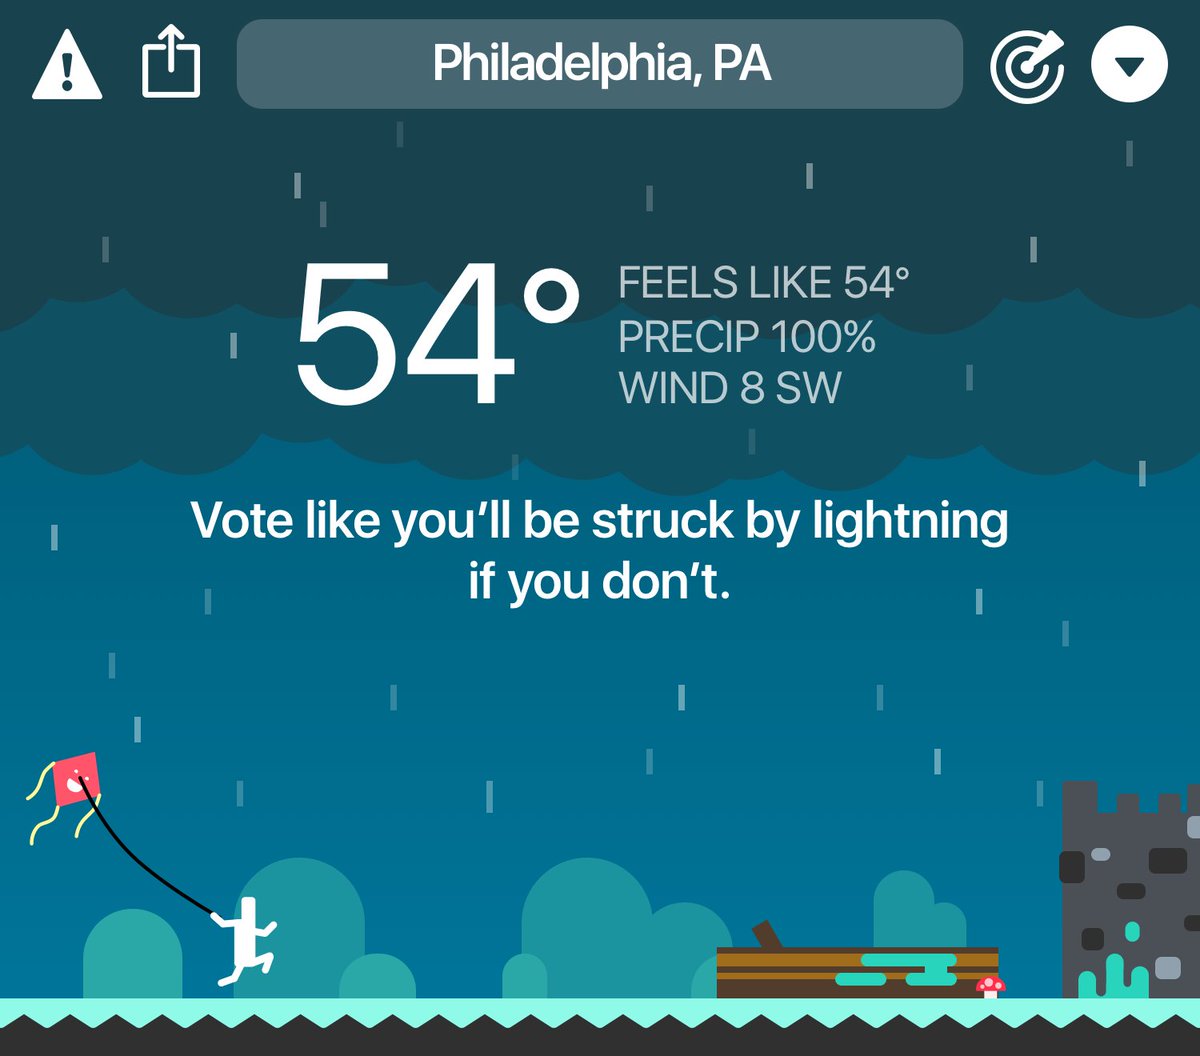 Philadelphia, PA
54°
FEELS LIKE 54°
PRECIP 100%
WIND 8 SW
Vote like you’ll be struck by lightning
if you don’t.